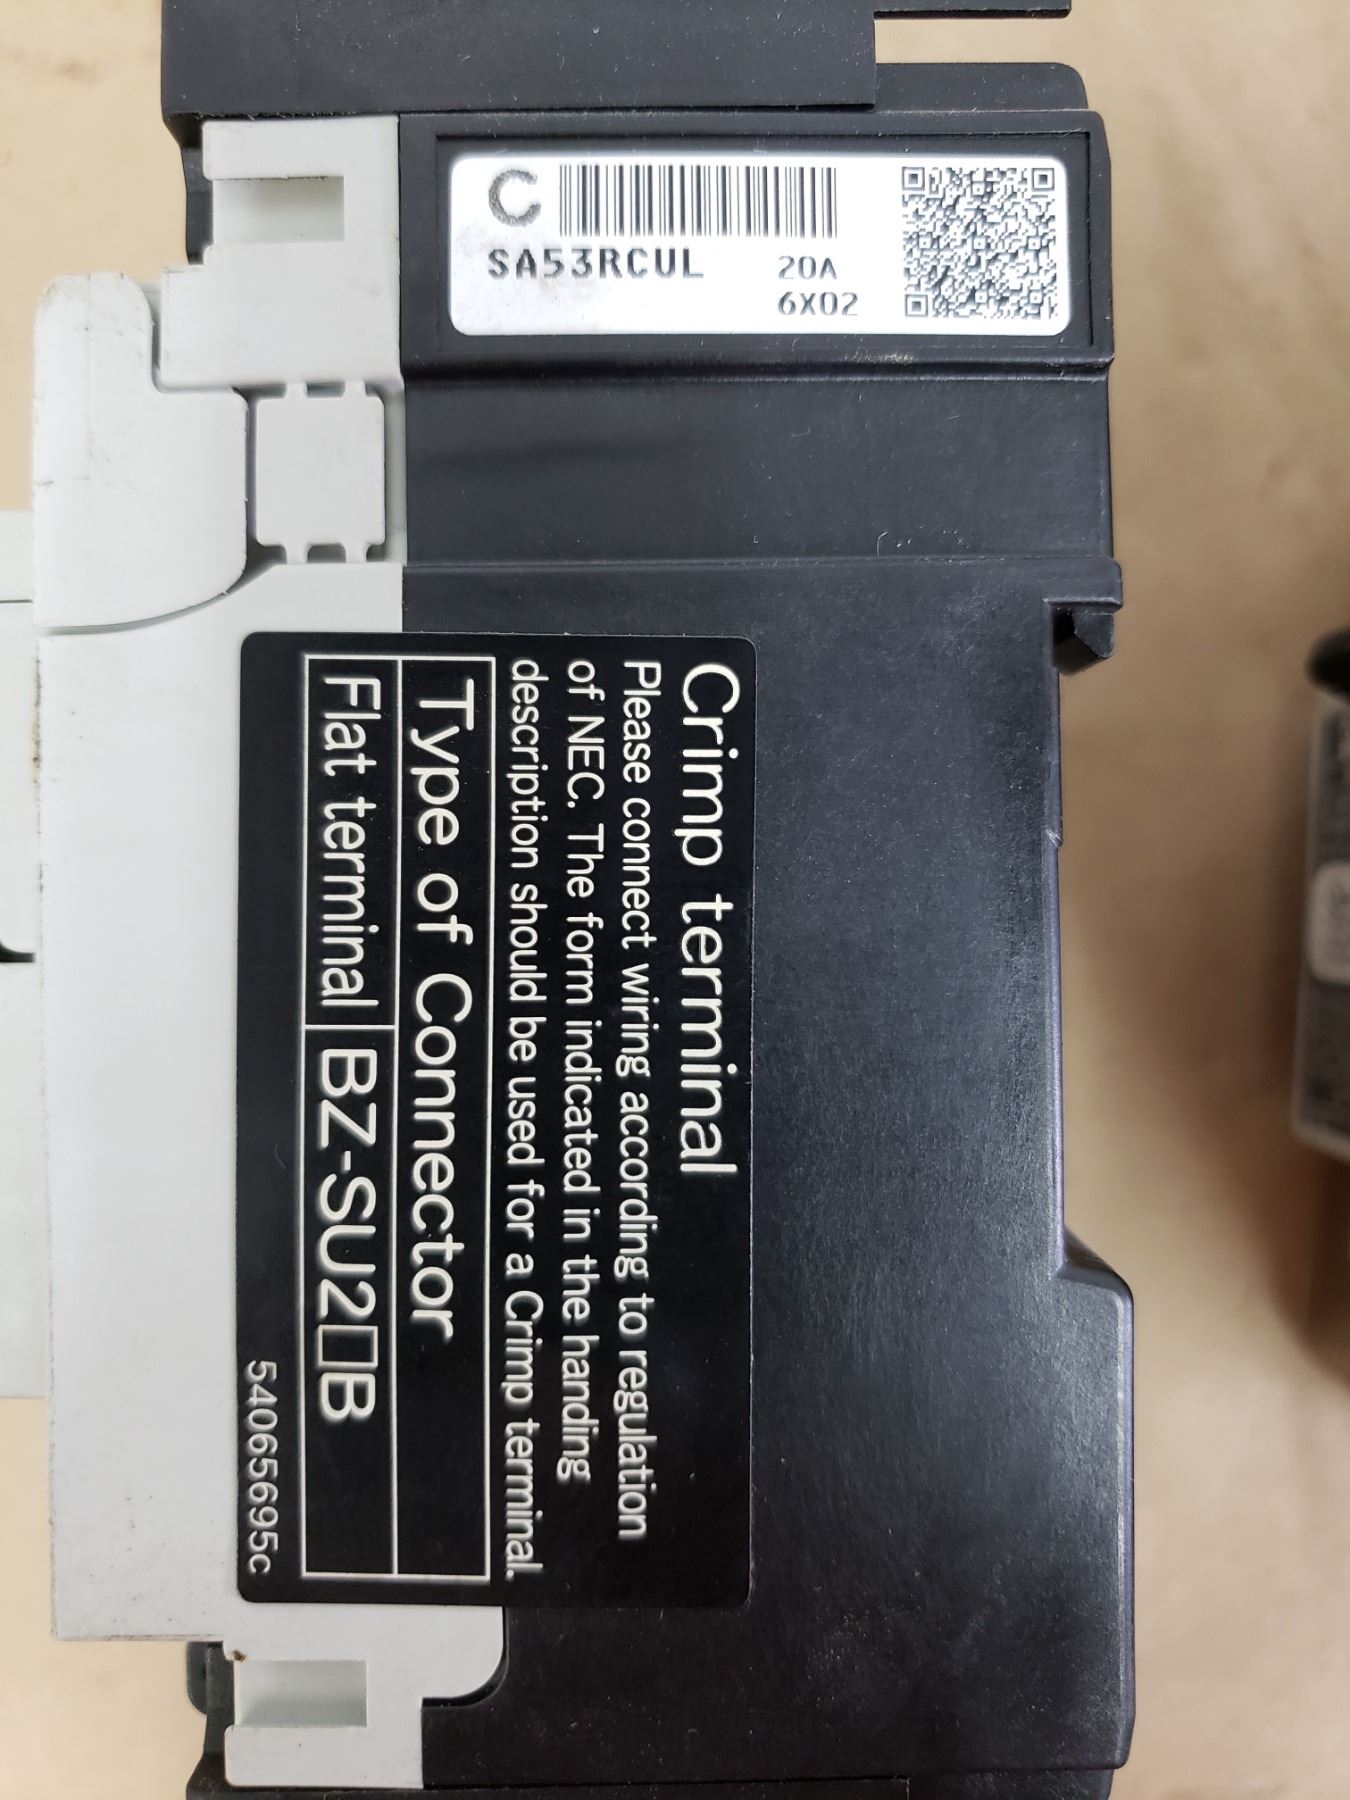 C
SA53RCUL 20A
6X02
Crimp terminal
Please connect wiring according to regulation
of NEC. The form indicated in the handing
description should be used for a Crimp terminal.
Type of Connector
Flat terminal BZ-SU2□B
54065695c